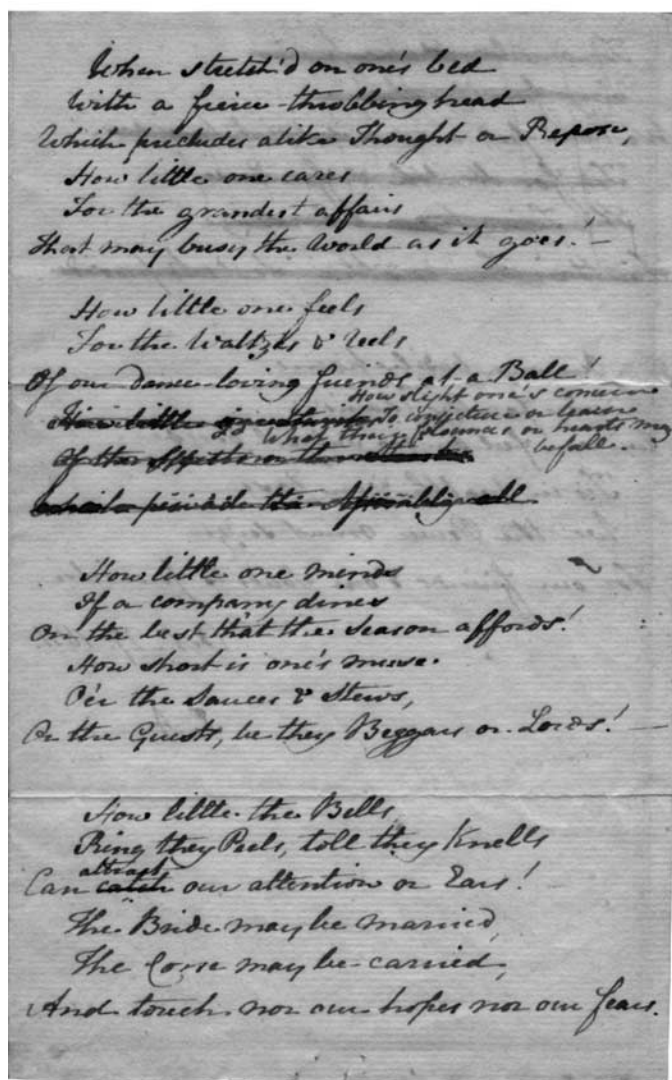 When stretch'd on one's bed
With a fierce throbbing head
Which precludes alike Thought or Repose,
How little one cares
For the grandest affairs
That may busy the World as it goes! —
How little one feels
For the Waltzes & reels
Of our dance-loving friends at a Ball!
How slight one's concern
To conjecture or learn
What their flounces or hearts may
befall.
How little one minds
If a company dines
On the best that the Season affords!
How short is one's muse
O'er the Sauces & Stews,
Or the Guests, be they Beggars or Lords! —
How little the Bells
Ring they Peels, toll they Knells
attract
Can catch our attention or Ears!
The Bride may be married,
The Corse may be carried,
And touch nor our hopes nor our fears.